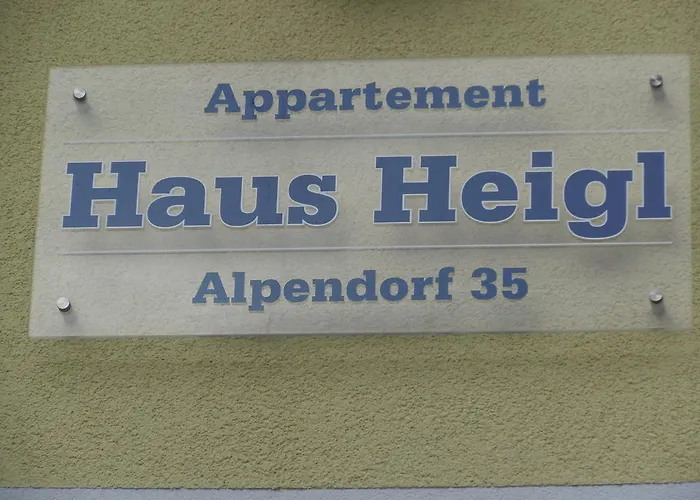 Appartement
Haus Heigl
Alpendorf 35